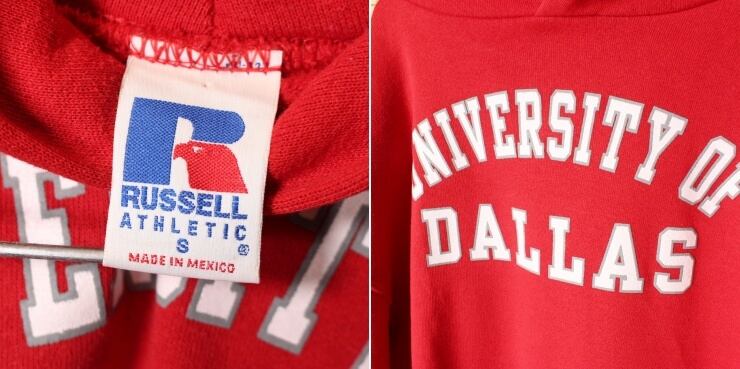 RUSSELL
ATHLETIC
S
®
MADE IN MEXICO
UNIVERSITY OF
DALLAS